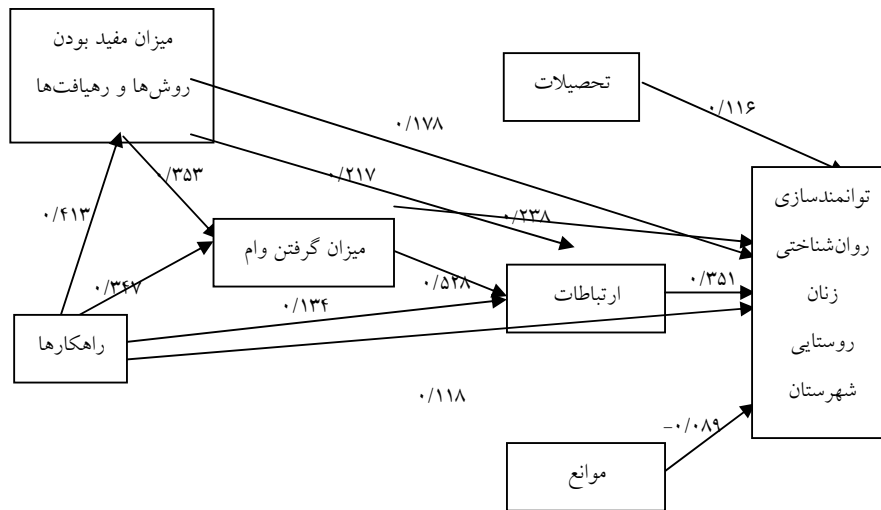 میزان مفید بودن
روش‌ها و رهیافت‌ها
تحصیلات
۰/۱۱۶
۰/۱۷۸
۰/۳۵۳
۰/۲۱۷
۰/۴۱۳
۰/۲۳۸
میزان گرفتن وام
توانمندسازی
روان‌شناختی
زنان
روستایی
شهرستان
۰/۳۴۷
۰/۵۲۸
ارتباطات
۰/۳۵۱
۰/۱۳۴
راهکارها
۰/۱۱۸
-۰/۰۸۹
موانع